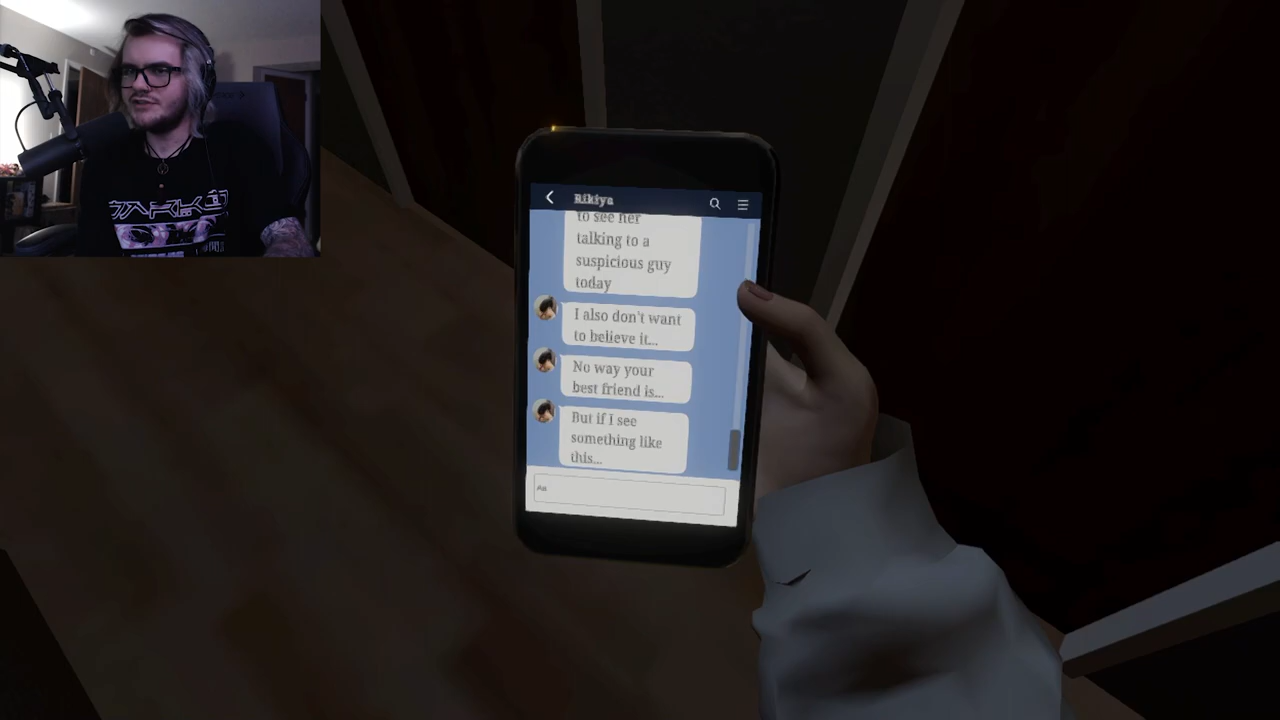 Rikiya
to see her
talking to a
suspicious guy
today
I also don't want
to believe it...
No way your
best friend is...
But if I see
something like
this...
Aa